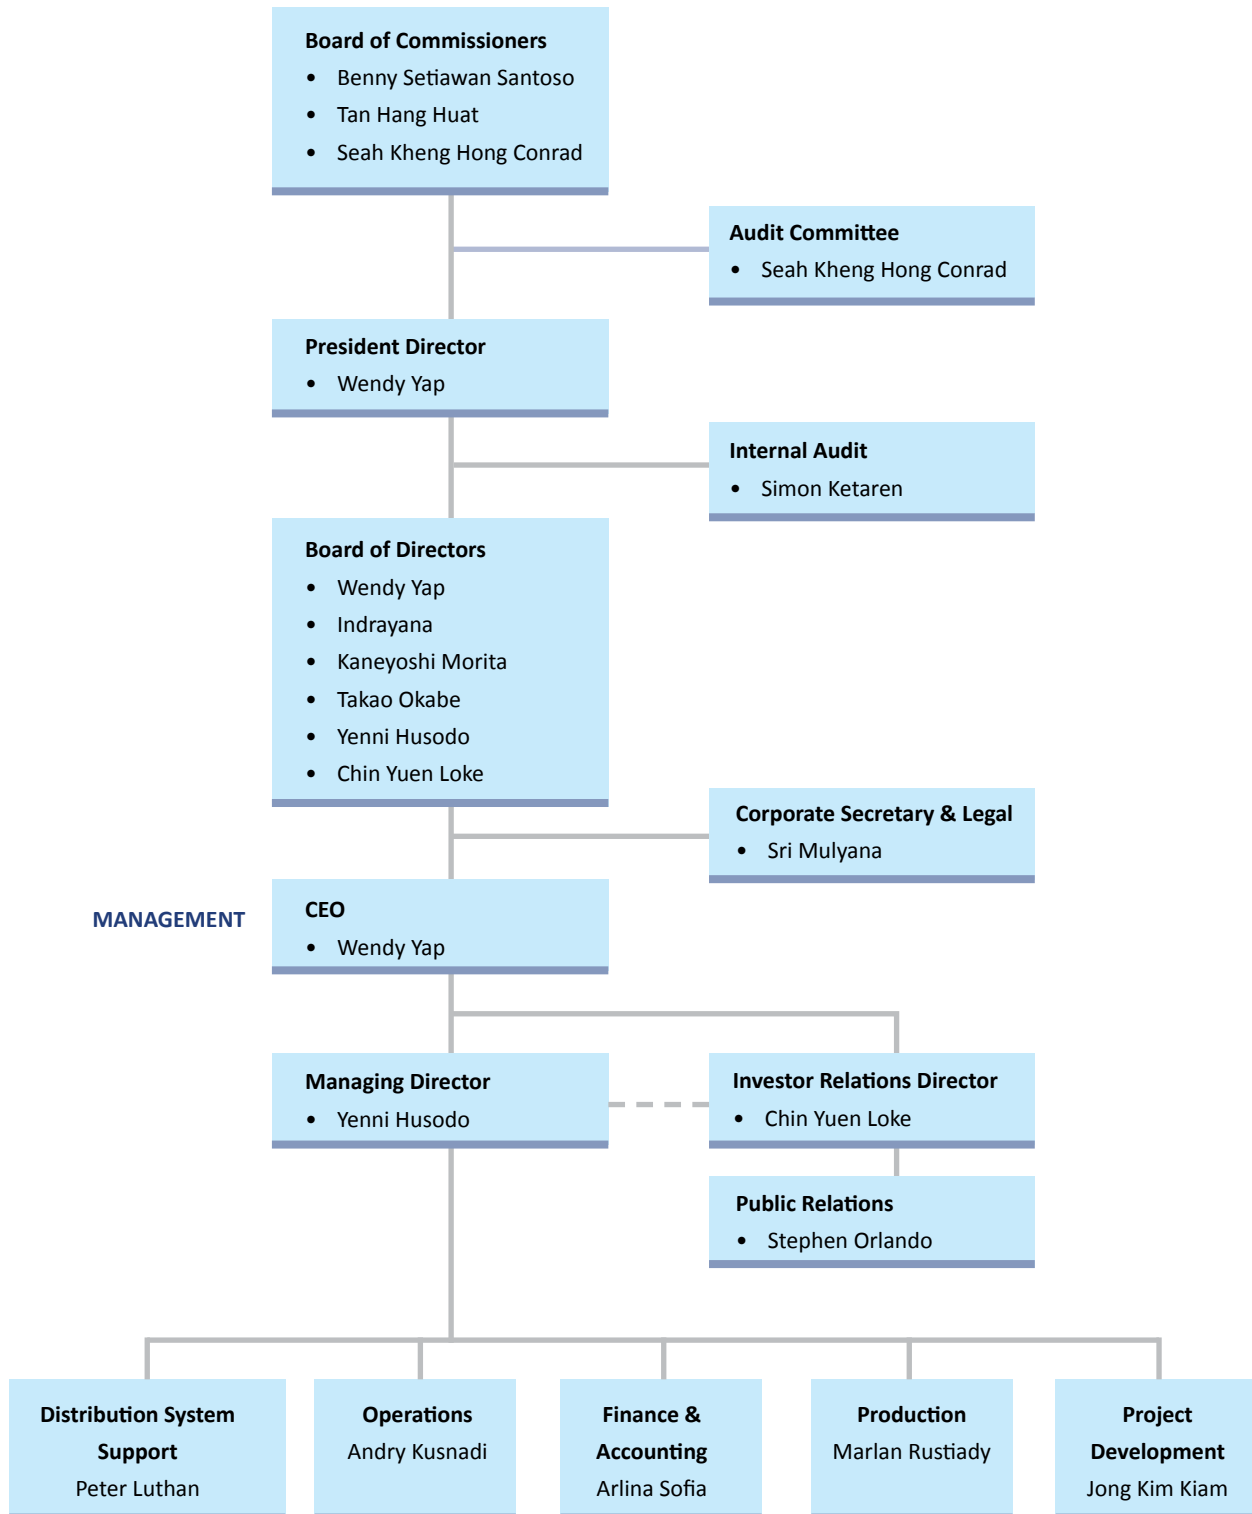 Board of Commissioners
• Benny Setiawan Santoso
• Tan Hang Huat
• Seah Kheng Hong Conrad
Audit Committee
• Seah Kheng Hong Conrad
President Director
• Wendy Yap
Internal Audit
• Simon Ketaren
Board of Directors
• Wendy Yap
• Indrayana
• Kaneyoshi Morita
• Takao Okabe
• Yenni Husodo
• Chin Yuen Loke
Corporate Secretary & Legal
• Sri Mulyana
MANAGEMENT
CEO
• Wendy Yap
Managing Director
• Yenni Husodo
Investor Relations Director
• Chin Yuen Loke
Public Relations
• Stephen Orlando
Distribution System
Support
Peter Luthan
Operations
Andry Kusnadi
Finance &
Accounting
Arlina Sofia
Production
Marlan Rustiady
Project
Development
Jong Kim Kiam